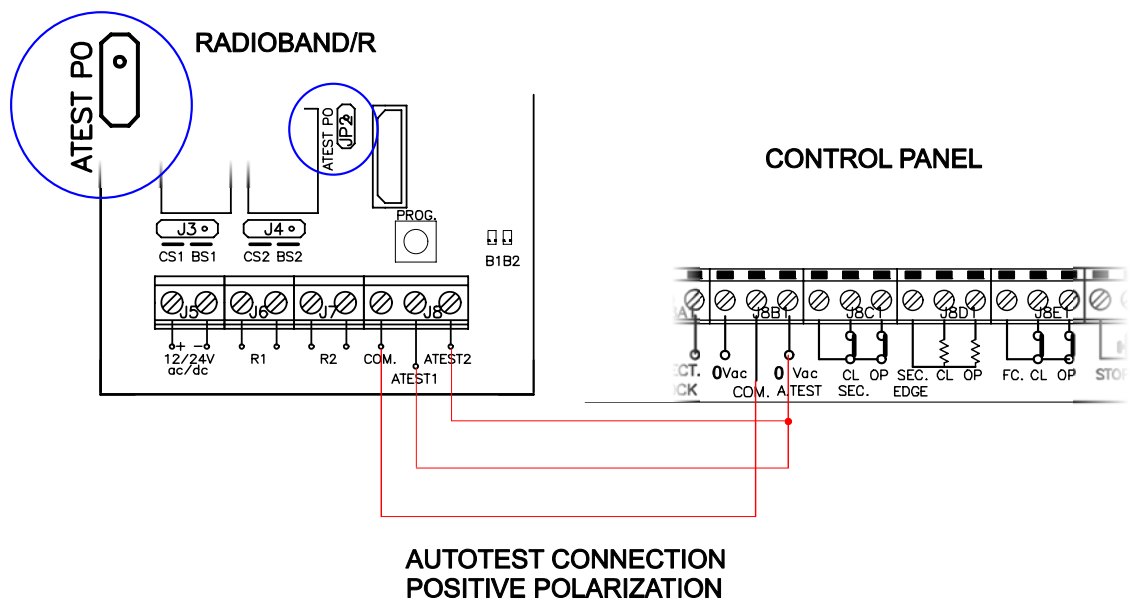 RADIOBAND/R
ATEST PO
ATEST PO
JP2
CONTROL PANEL
PROG.
J3
J4
CS1 BS1
CS2 BS2
B1B2
J5
J6
J7
J8
J8B1
J8C1
J8D1
J8E1
+ -
12/24V
ac/dc
R1
R2
COM.
ATEST1
ATEST2
0Vac
COM.
0 Vac
A.TEST
CL OP
SEC.
SEC. CL OP
EDGE
FC. CL OP
AUTOTEST CONNECTION
POSITIVE POLARIZATION